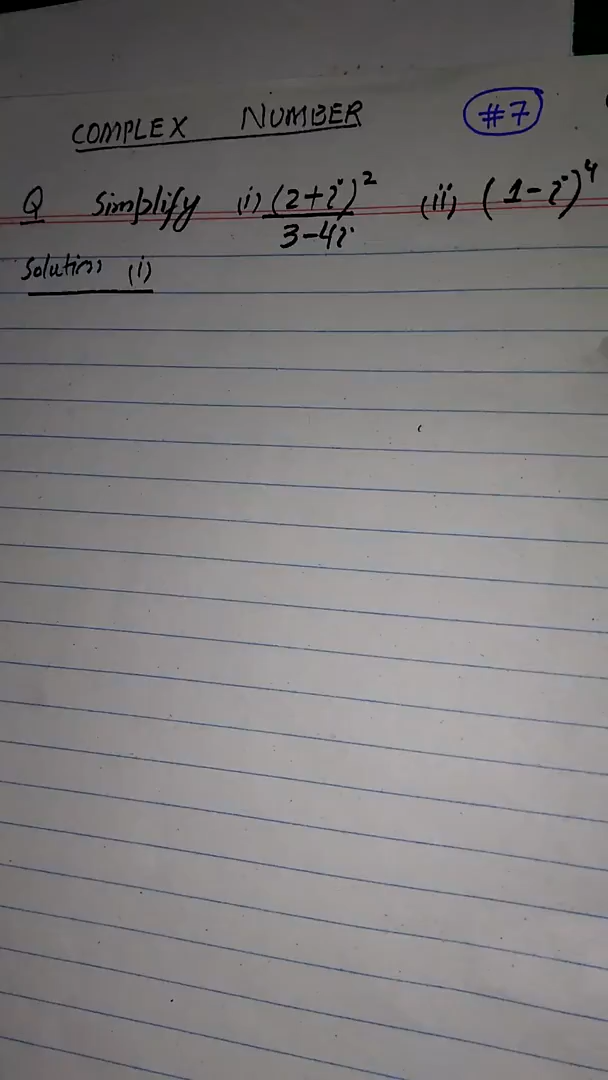 COMPLEX NUMBER #7
Q Simplify (i) (2+i)² (ii) (1-i)⁴
3-4i
Solution (i)